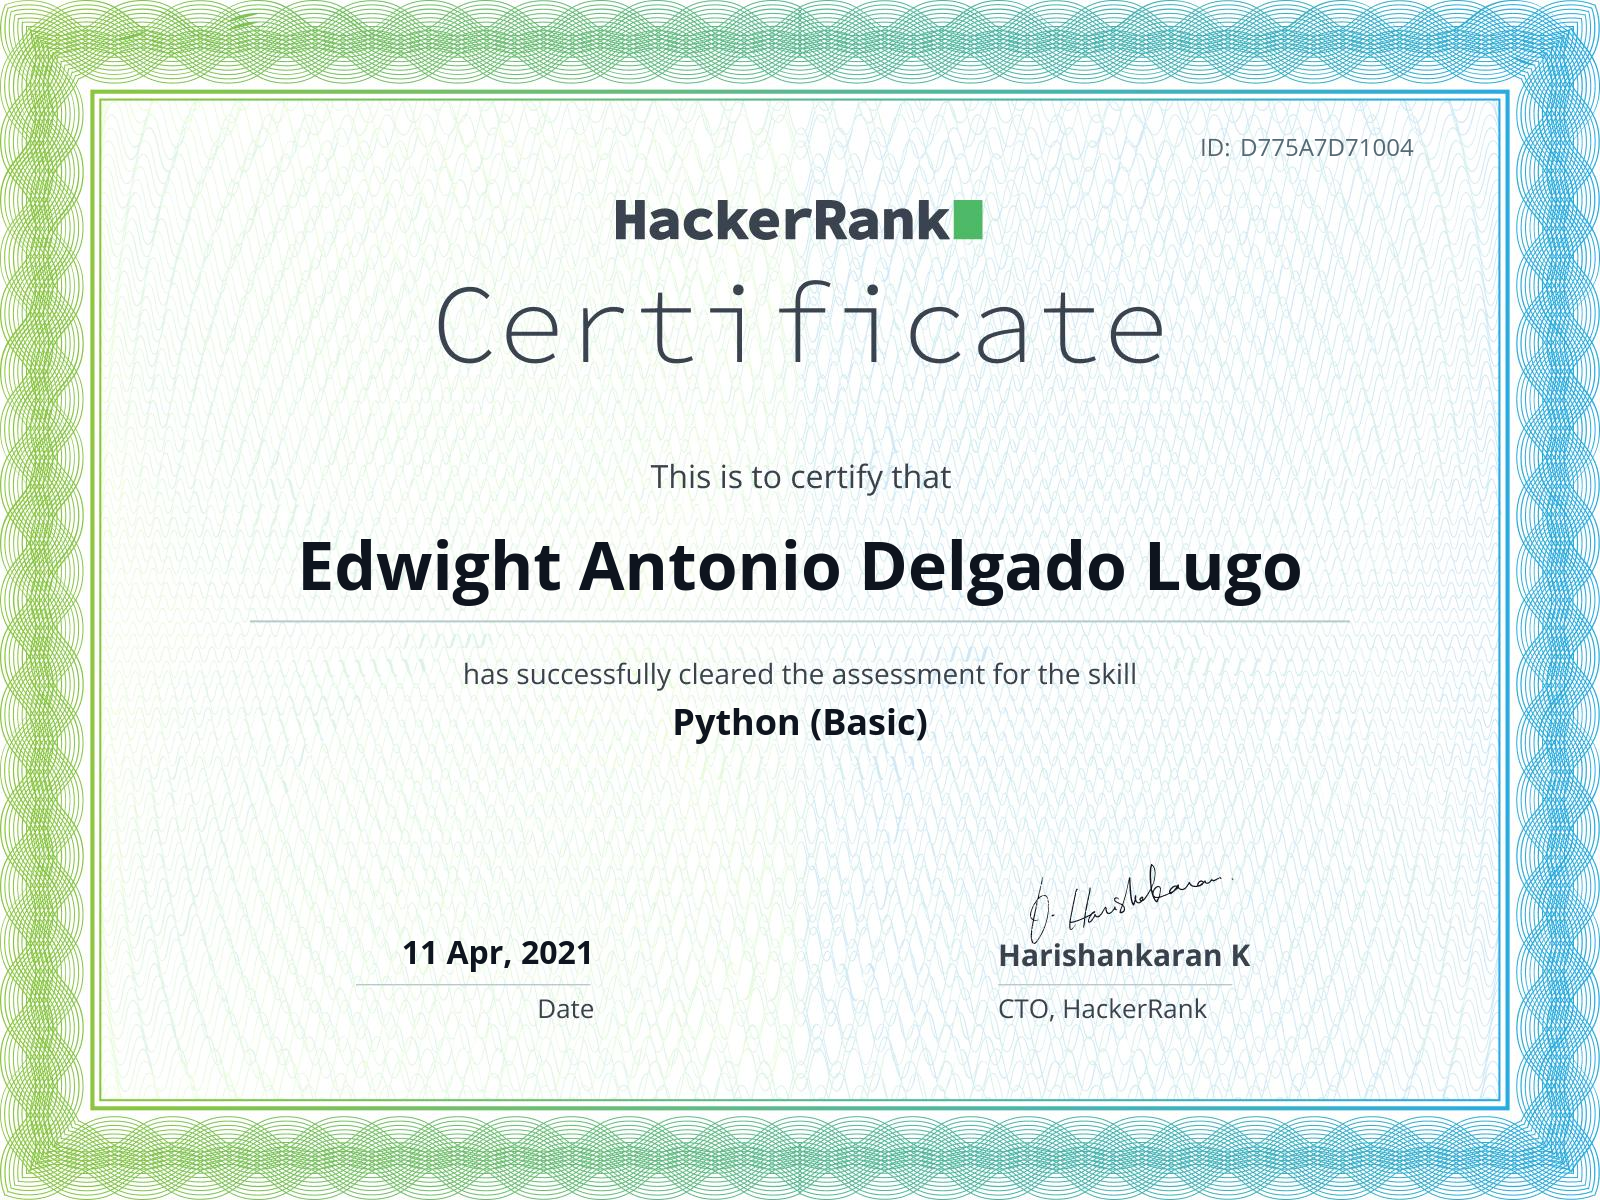 ID: D775A7D71004
HackerRank
Certificate
This is to certify that
Edwight Antonio Delgado Lugo
has successfully cleared the assessment for the skill
Python (Basic)
J. Harishankaran
11 Apr, 2021
Harishankaran K
Date
CTO, HackerRank